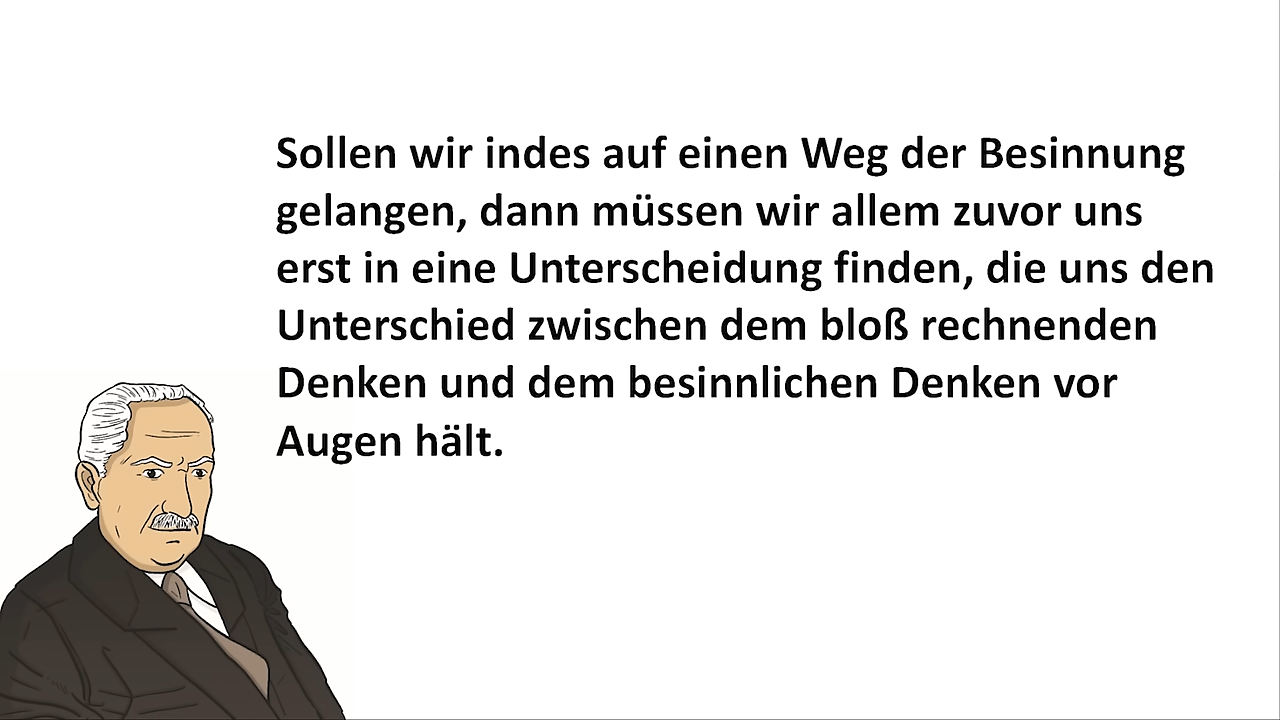 Sollen wir indes auf einen Weg der Besinnung
gelangen, dann müssen wir allem zuvor uns
erst in eine Unterscheidung finden, die uns den
Unterschied zwischen dem bloß rechnenden
Denken und dem besinnlichen Denken vor
Augen hält.